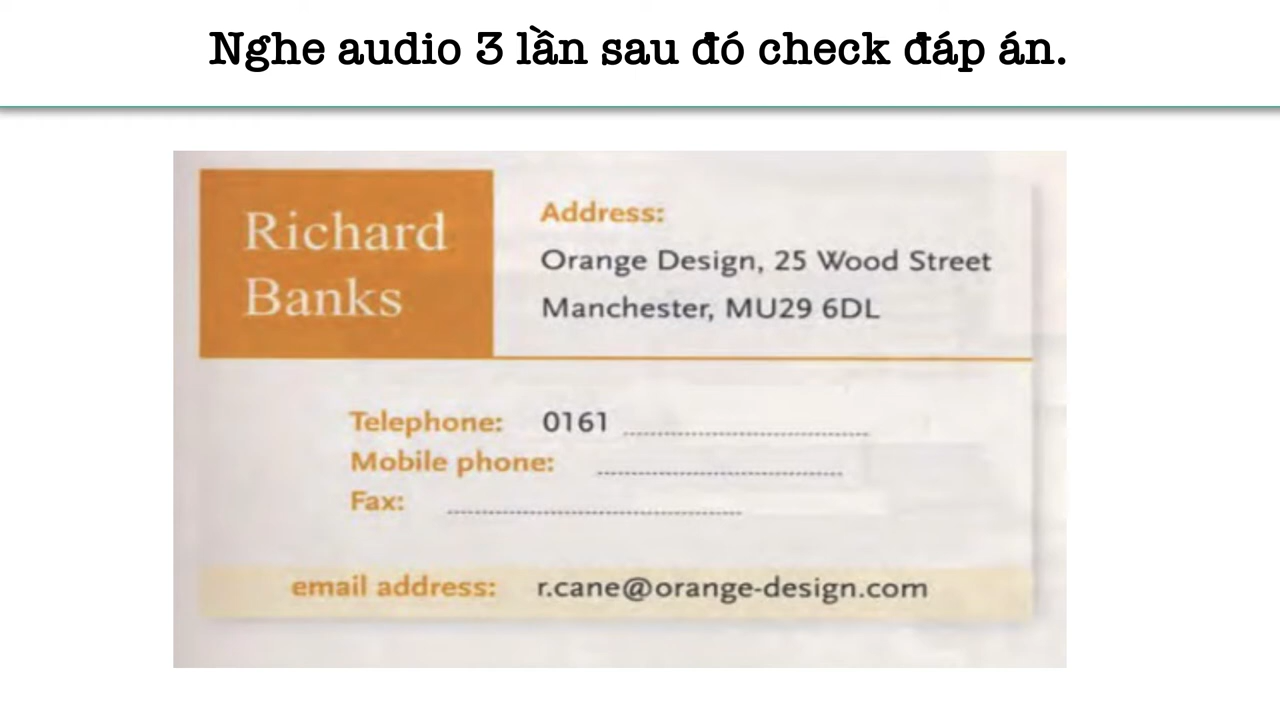 Nghe audio 3 lần sau đó check đáp án.
Richard
Banks
Address:
Orange Design, 25 Wood Street
Manchester, MU29 6DL
Telephone: 0161 ........................................
Mobile phone: ........................................
Fax: ........................................
email address: r.cane@orange-design.com